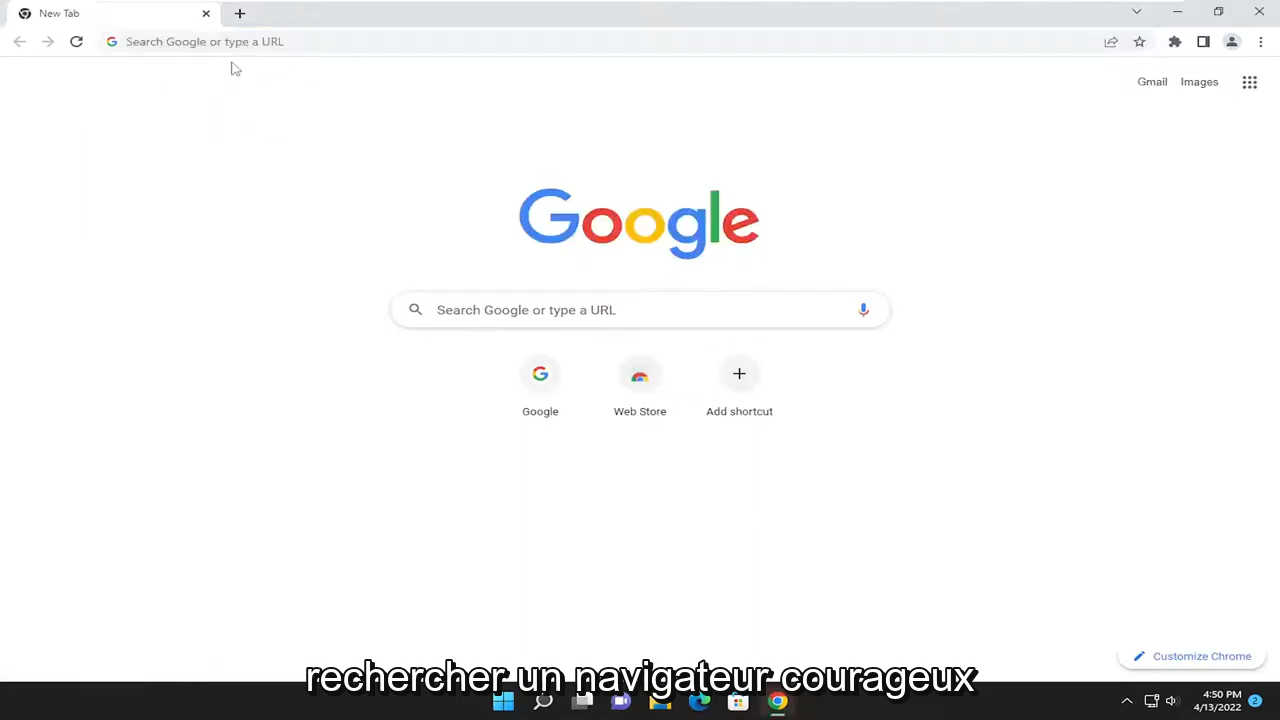 New Tab
Search Google or type a URL
Gmail Images
Google
Search Google or type a URL
Google Web Store Add shortcut
Customize Chrome
rechercher un navigateur courageux
4:50 PM
4/13/2022
2